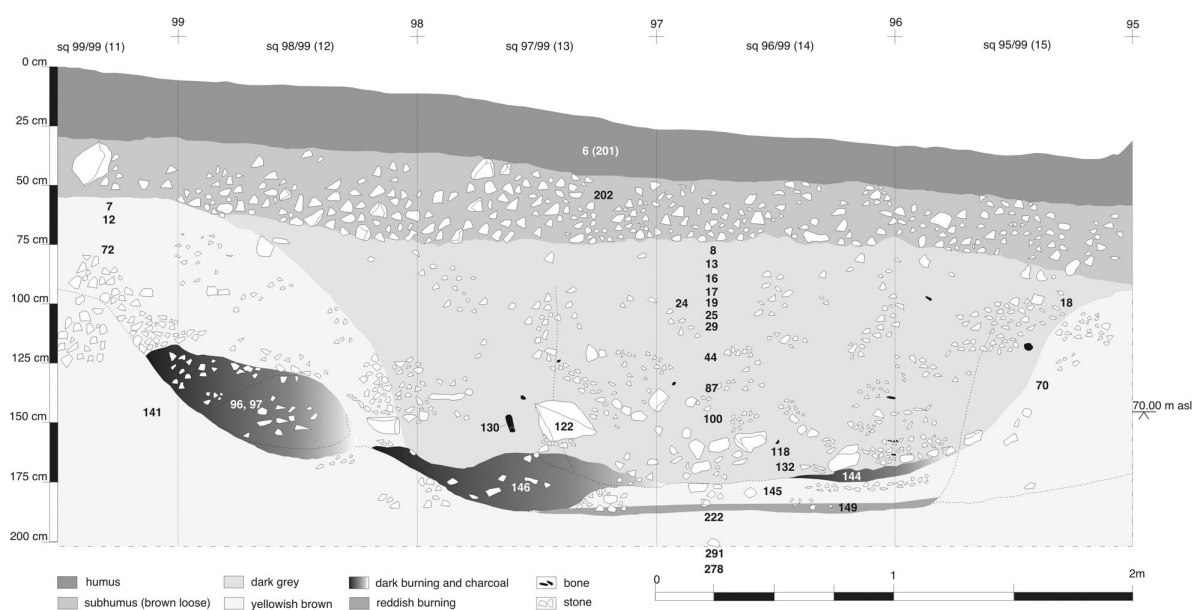 99 98 97 96 95
sq 99/99 (11) sq 98/99 (12) sq 97/99 (13) sq 96/99 (14) sq 95/99 (15)
0 cm
25 cm
6 (201)
50 cm
202
7
12
75 cm
72
8
13
16
17
100 cm
24 19 18
25
29
125 cm
44
70
87
96, 97
141
150 cm
100
70.00 m asl
130 122
118
132
175 cm
144
146 145
149
222
200 cm
291
278
humus dark grey dark burning and charcoal bone
subhumus (brown loose) yellowish brown reddish burning stone
0 1 2m